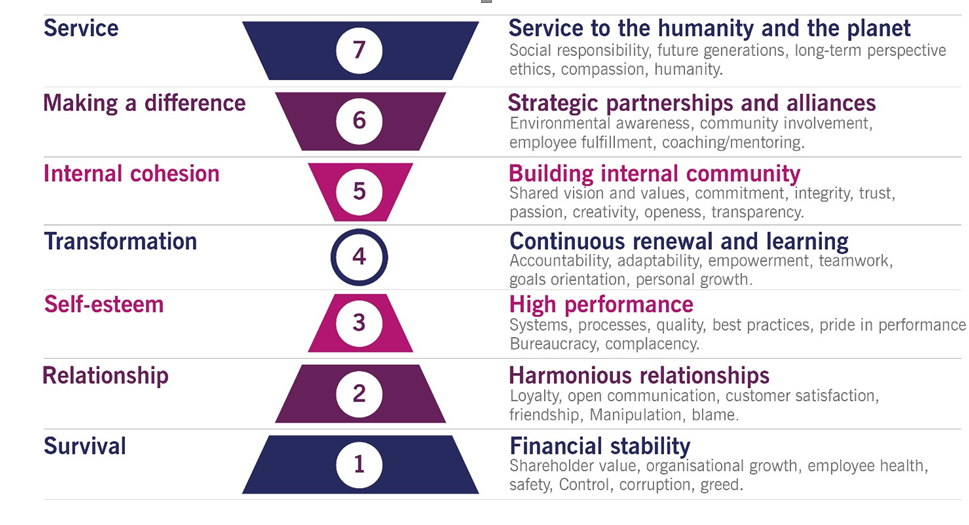 Service
7
Service to the humanity and the planet
Social responsibility, future generations, long-term perspective
ethics, compassion, humanity.
Making a difference
6
Strategic partnerships and alliances
Environmental awareness, community involvement,
employee fulfillment, coaching/mentoring.
Internal cohesion
5
Building internal community
Shared vision and values, commitment, integrity, trust,
passion, creativity, openess, transparency.
Transformation
4
Continuous renewal and learning
Accountability, adaptability, empowerment, teamwork,
goals orientation, personal growth.
Self-esteem
3
High performance
Systems, processes, quality, best practices, pride in performance
Bureaucracy, complacency.
Relationship
2
Harmonious relationships
Loyalty, open communication, customer satisfaction,
friendship, Manipulation, blame.
Survival
1
Financial stability
Shareholder value, organisational growth, employee health,
safety, Control, corruption, greed.